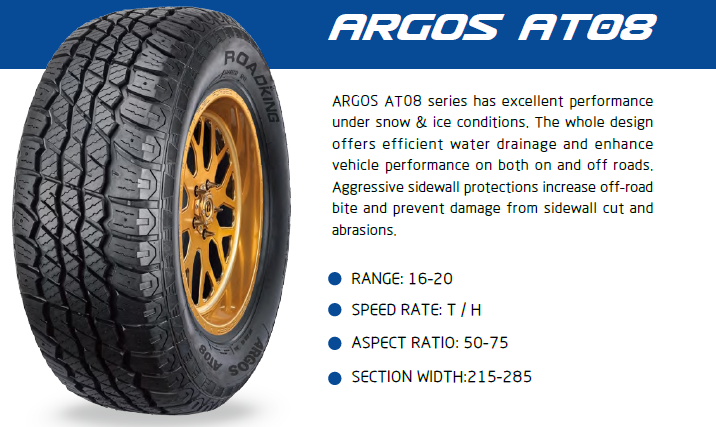 ARGOS AT08
ROADKING
ARGOS AT08 series has excellent performance
under snow & ice conditions. The whole design
offers efficient water drainage and enhance
vehicle performance on both on and off roads.
Aggressive sidewall protections increase off-road
bite and prevent damage from sidewall cut and
abrasions.
RANGE: 16-20
SPEED RATE: T / H
ASPECT RATIO: 50-75
SECTION WIDTH:215-285
ARGOS AT08